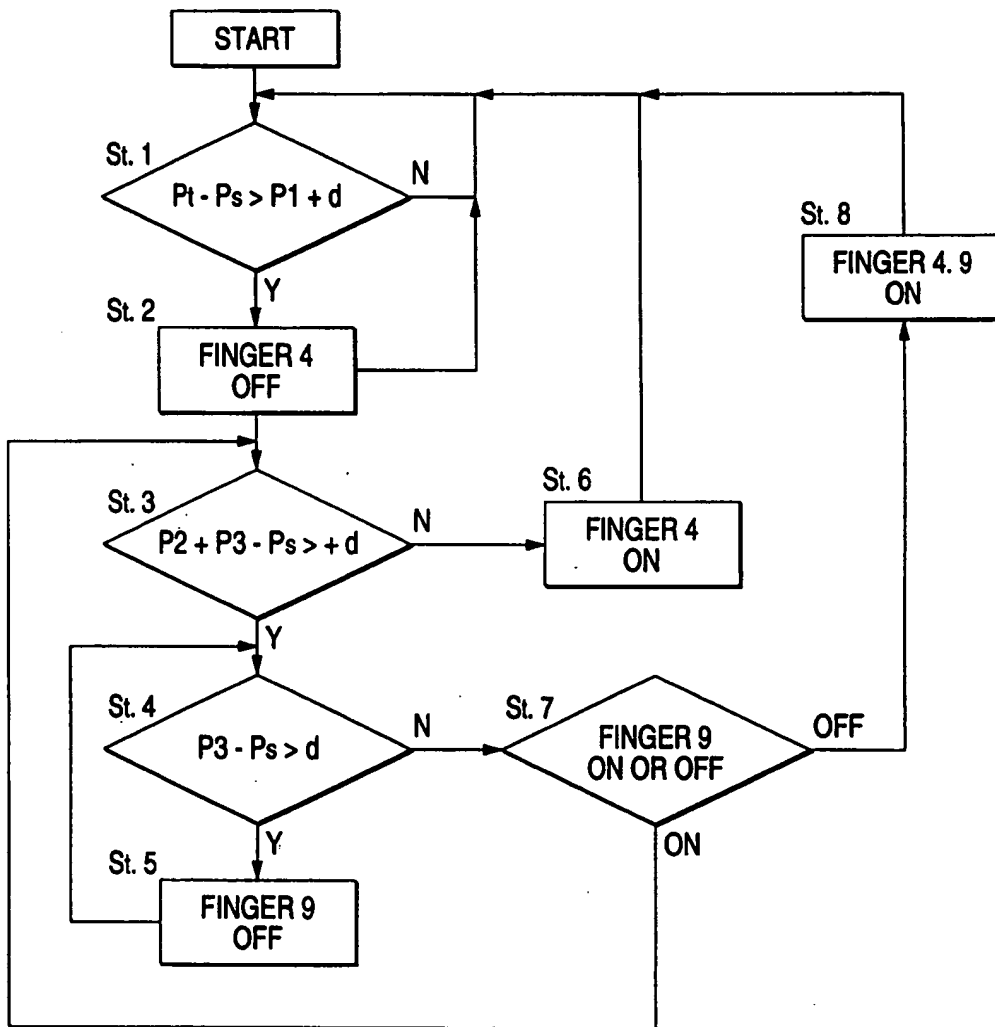 START
St. 1
Pt - Ps > P1 + d
N
Y
St. 2
FINGER 4
OFF
St. 3
P2 + P3 - Ps > + d
N
Y
St. 6
FINGER 4
ON
St. 8
FINGER 4. 9
ON
St. 4
P3 - Ps > d
N
Y
St. 7
FINGER 9
ON OR OFF
OFF
ON
St. 5
FINGER 9
OFF